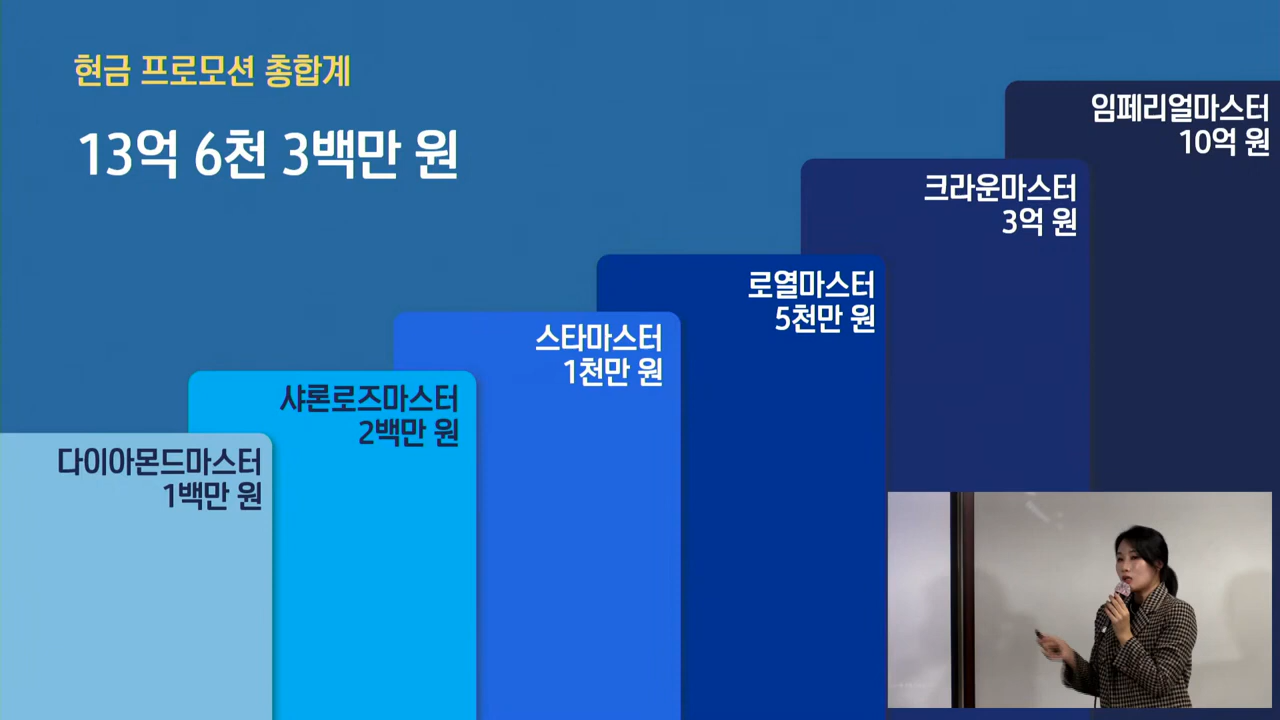 현금 프로모션 총합계
13억 6천 3백만 원
임페리얼마스터
10억 원
크라운마스터
3억 원
로열마스터
5천만 원
스타마스터
1천만 원
샤론로즈마스터
2백만 원
다이아몬드마스터
1백만 원